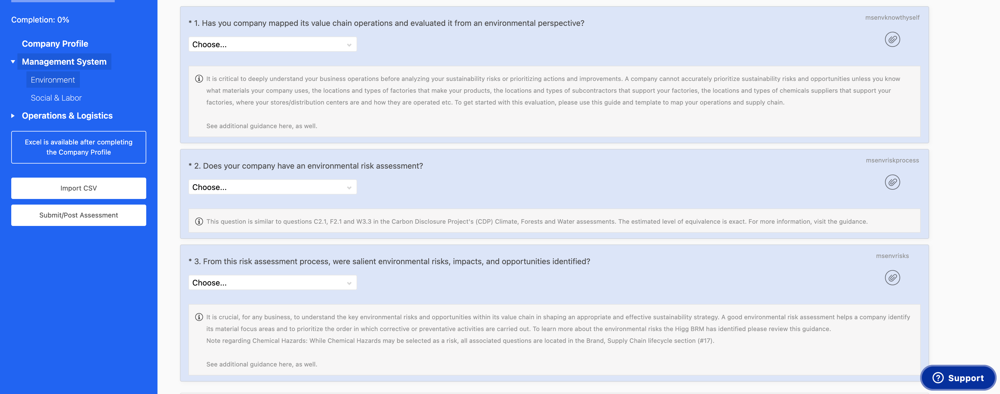 Completion: 0%
Company Profile
Management System
Environment
Social & Labor
Operations & Logistics
Excel is available after completing
the Company Profile
Import CSV
Submit/Post Assessment
msenvknowthyself
* 1. Has you company mapped its value chain operations and evaluated it from an environmental perspective?
Choose...
It is critical to deeply understand your business operations before analyzing your sustainability risks or prioritizing actions and improvements. A company cannot accurately prioritize sustainability risks and opportunities unless you know
what materials your company uses, the locations and types of factories that make your products, the locations and types of subcontractors that support your factories, the locations and types of chemicals suppliers that support your
factories, where your stores/distribution centers are and how they are operated etc. To get started with this evaluation, please use this guide and template to map your operations and supply chain.
See additional guidance here, as well.
msenvriskprocess
* 2. Does your company have an environmental risk assessment?
Choose...
This question is similar to questions C2.1, F2.1 and W3.3 in the Carbon Disclosure Project's (CDP) Climate, Forests and Water assessments. The estimated level of equivalence is exact. For more information, visit the guidance.
msenvrisks
* 3. From this risk assessment process, were salient environmental risks, impacts, and opportunities identified?
Choose...
It is crucial, for any business, to understand the key environmental risks and opportunities within its value chain in shaping an appropriate and effective sustainability strategy. A good environmental risk assessment helps a company identify
its material focus areas and to prioritize the order in which corrective or preventative activities are carried out. To learn more about the environmental risks the Higg BRM has identified please review this guidance.
Note regarding Chemical Hazards: While Chemical Hazards may be selected as a risk, all associated questions are located in the Brand, Supply Chain lifecycle section (#17).
See additional guidance here, as well.
Support